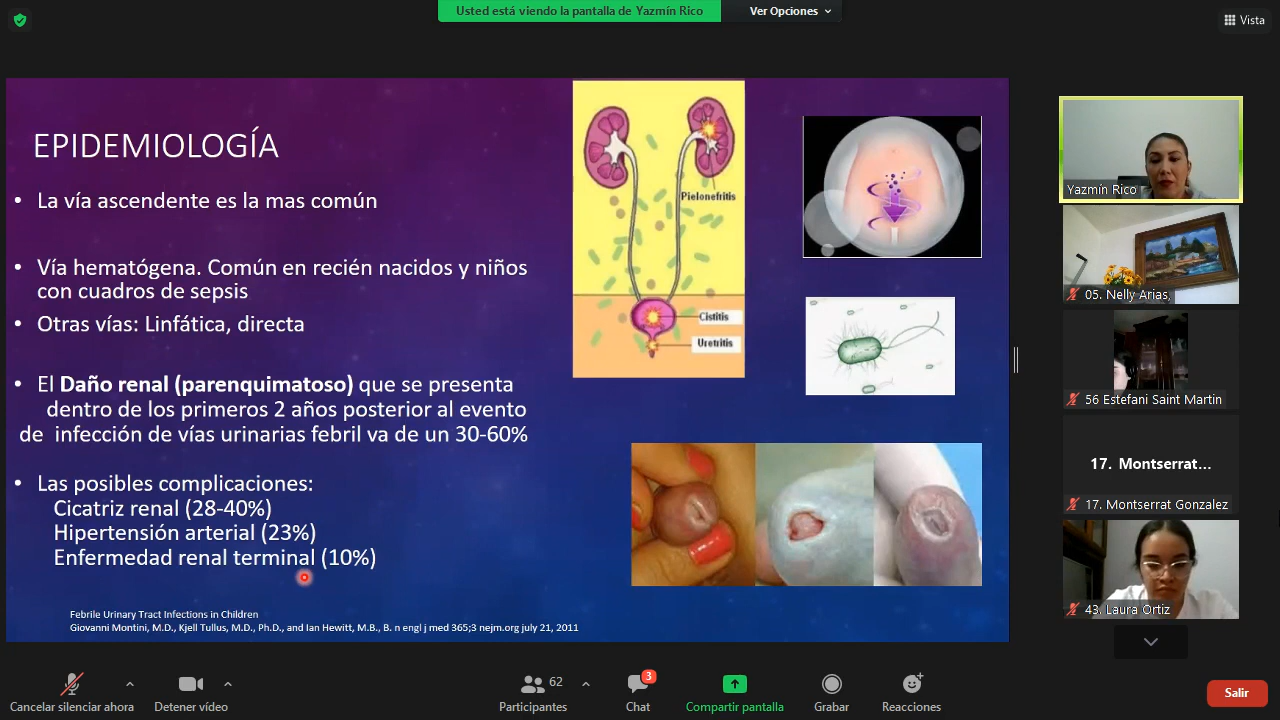 Usted está viendo la pantalla de Yazmín Rico
Ver Opciones
Vista
EPIDEMIOLOGÍA
• La vía ascendente es la mas común
• Vía hematógena. Común en recién nacidos y niños
con cuadros de sepsis
• Otras vías: Linfática, directa
• El Daño renal (parenquimatoso) que se presenta
dentro de los primeros 2 años posterior al evento
de infección de vías urinarias febril va de un 30-60%
• Las posibles complicaciones:
Cicatriz renal (28-40%)
Hipertensión arterial (23%)
Enfermedad renal terminal (10%)
Febrile Urinary Tract Infections in Children
Giovanni Montini, M.D., Kjell Tullus, M.D., Ph.D., and Ian Hewitt, M.B., B. n engl j med 365;3 nejm.org july 21, 2011
Pielonefritis
Cistitis
Uretritis
Yazmín Rico
05. Nelly Arias,
56 Estefani Saint Martin
17. Montserrat...
17. Montserrat Gonzalez
43. Laura Ortiz
Cancelar silenciar ahora
Detener vídeo
62
Participantes
3
Chat
Compartir pantalla
Grabar
Reacciones
Salir